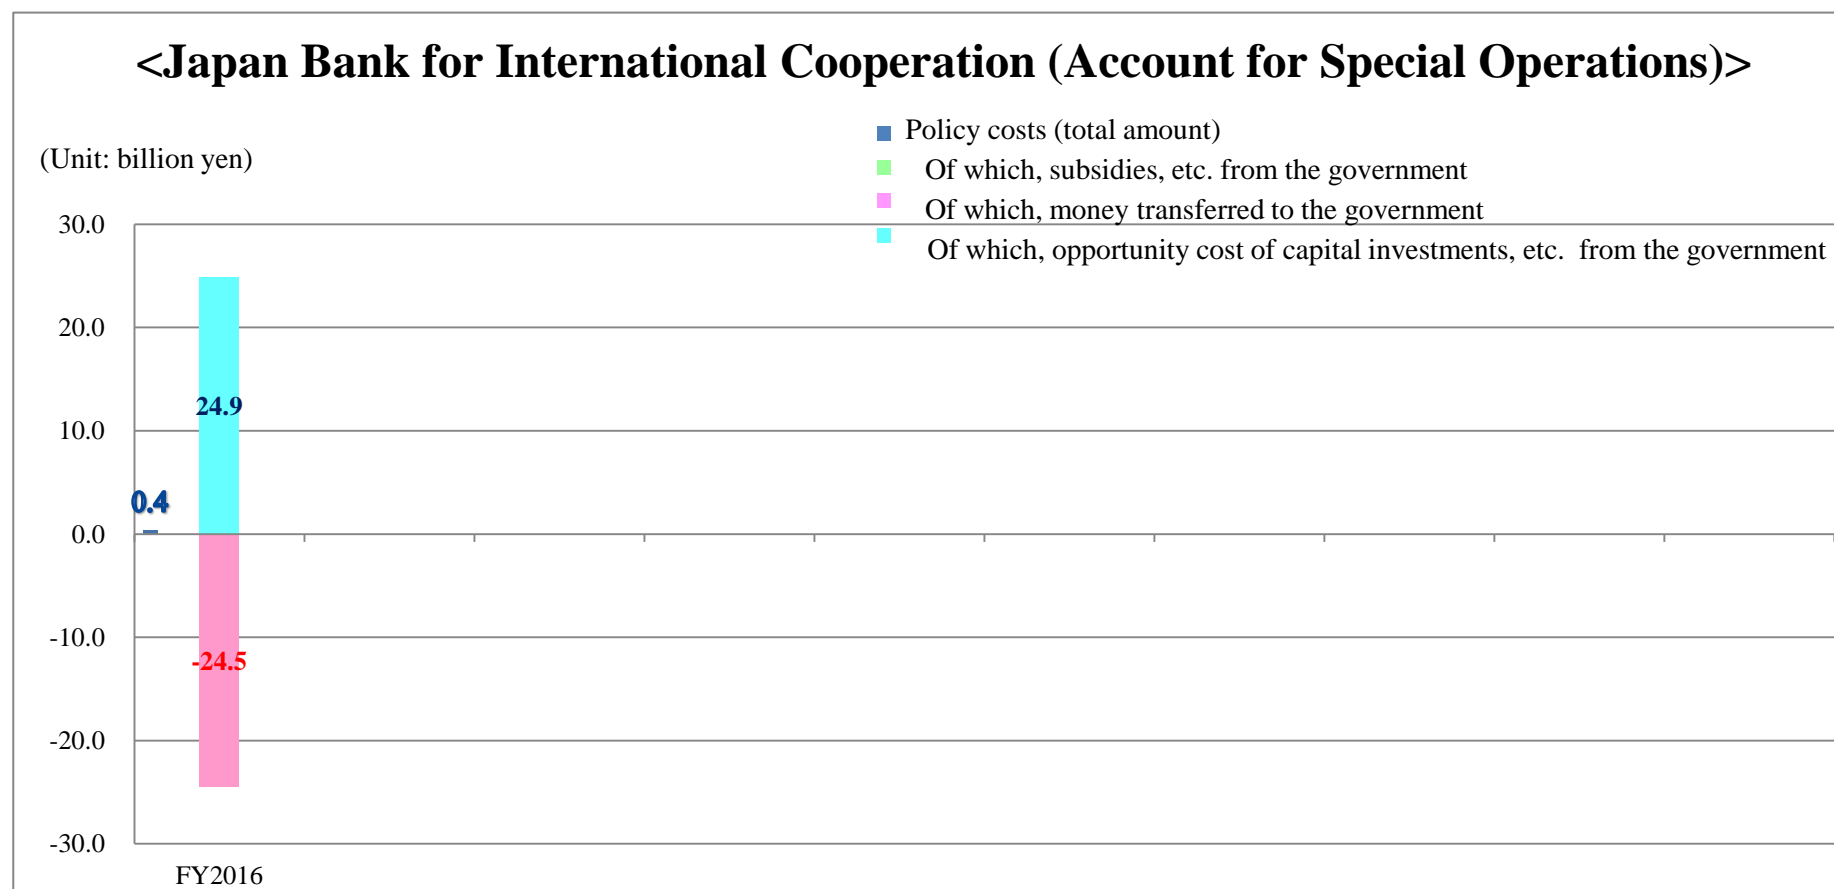 <Japan Bank for International Cooperation (Account for Special Operations)>
(Unit: billion yen)
Policy costs (total amount)
Of which, subsidies, etc. from the government
Of which, money transferred to the government
Of which, opportunity cost of capital investments, etc.  from the government
30.0
20.0
24.9
10.0
0.4
0.0
-10.0
-24.5
-20.0
-30.0
FY2016